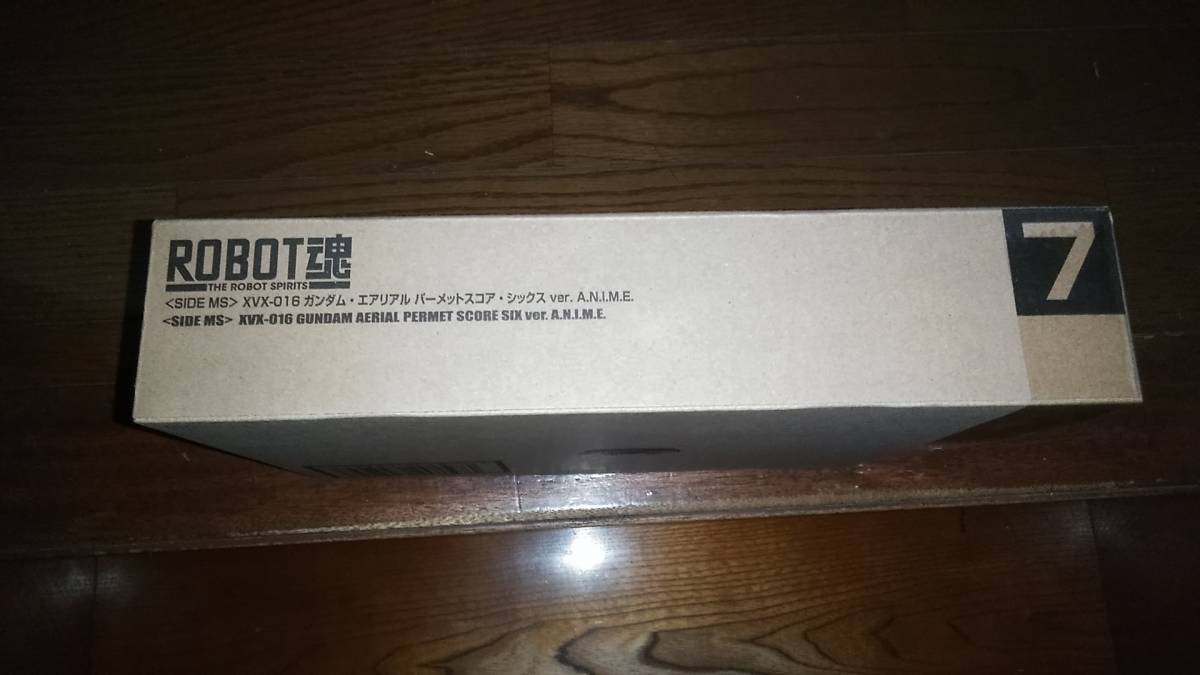 ROBOT魂
THE ROBOT SPIRITS
<SIDE MS> XVX-016 ガンダム・エアリアル パーメットスコア・シックス ver. A.N.I.M.E.
<SIDE MS> XVX-016 GUNDAM AERIAL PERMET SCORE SIX ver. A.N.I.M.E.
7